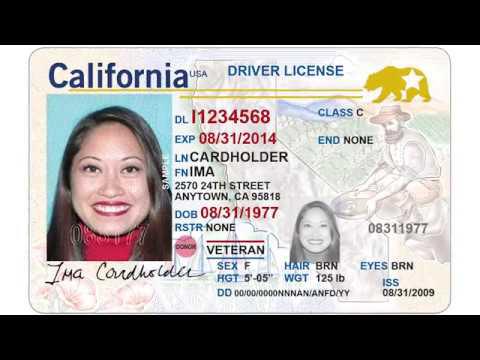 California USA DRIVER LICENSE
DL I1234568 CLASS C
EXP 08/31/2014 END NONE
LN CARDHOLDER
FN IMA
2570 24TH STREET
ANYTOWN, CA 95818
DOB 08/31/1977
RSTR NONE
SAMPLE
08311977
083177
DONOR
VETERAN
SEX F HAIR BRN EYES BRN
HGT 5'-05" WGT 125 lb ISS
DD 00/00/0000NNNAN/ANFD/YY 08/31/2009
Ima Cardholder